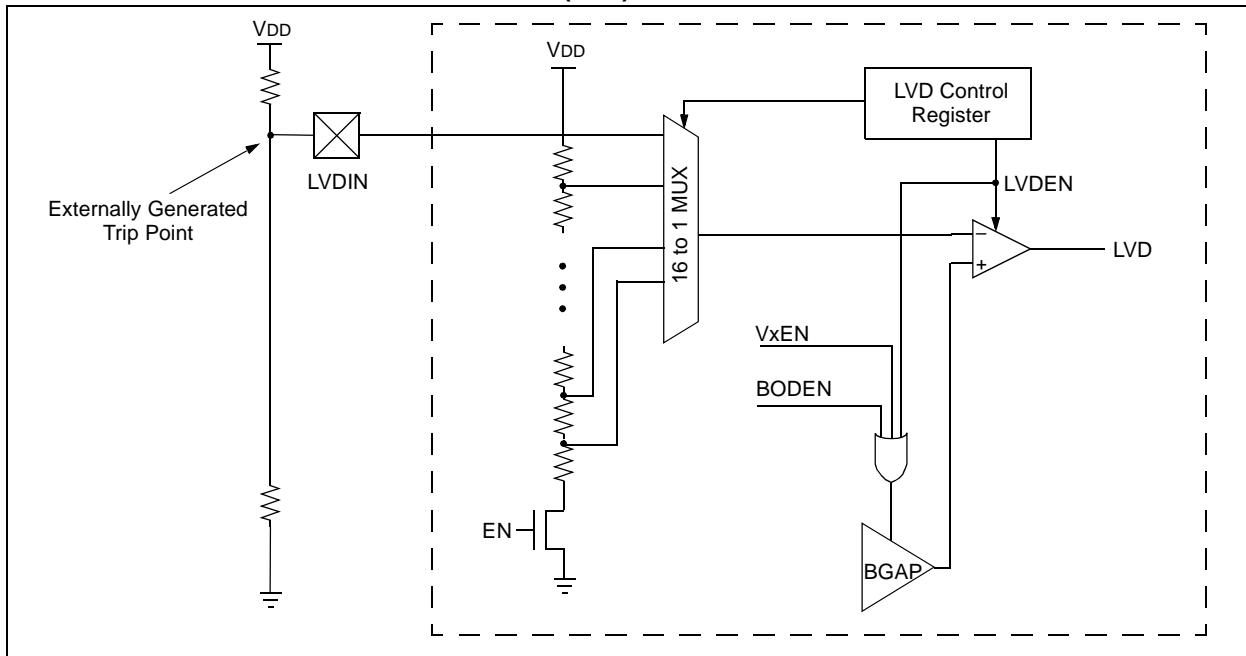 VDD
VDD
LVD Control
Register
LVDIN
16 to 1 MUX
LVDEN
Externally Generated
Trip Point
–
+
LVD
VxEN
BODEN
EN
BGAP